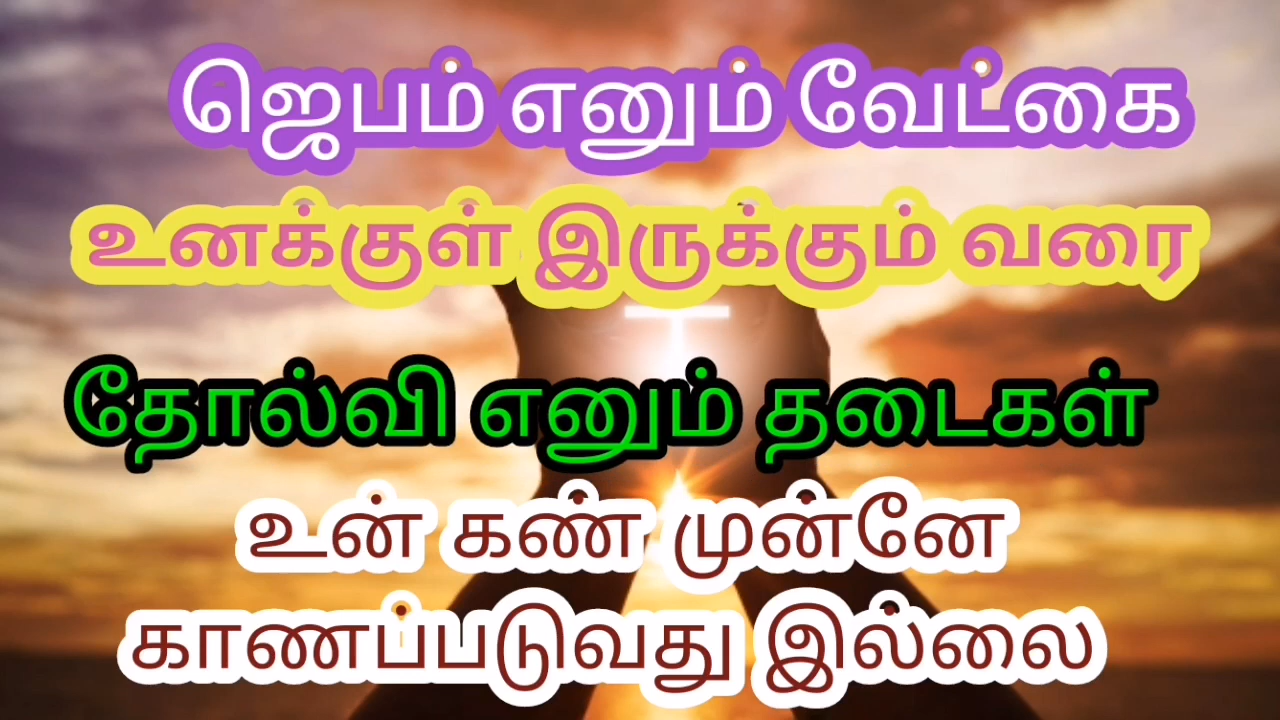 ஜெபம் எனும் வேட்கை
உனக்குள் இருக்கும் வரை
தோல்வி எனும் தடைகள்
உன் கண் முன்னே
காணப்படுவது இல்லை